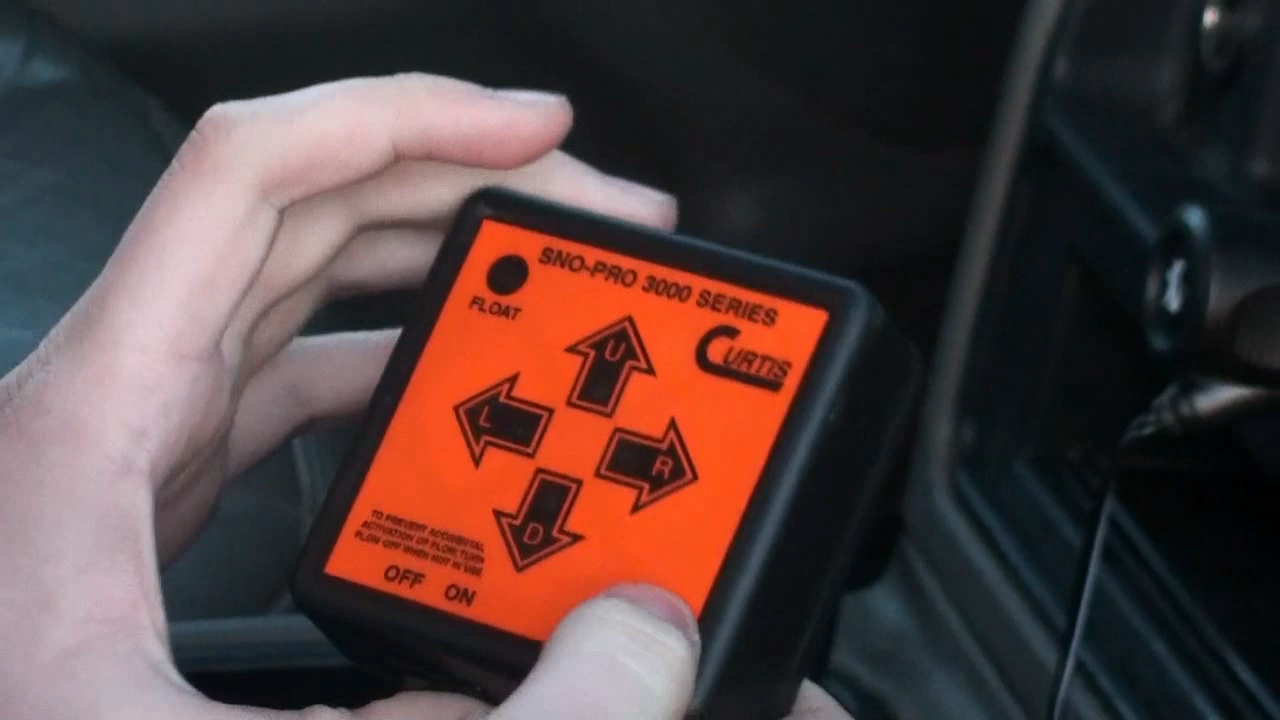 SNO-PRO 3000 SERIES
FLOAT
CURTIS
U
L
R
D
TO PREVENT ACCIDENTAL
ACTIVATION OF PLOW, TURN
PLOW OFF WHEN NOT IN USE
OFF ON